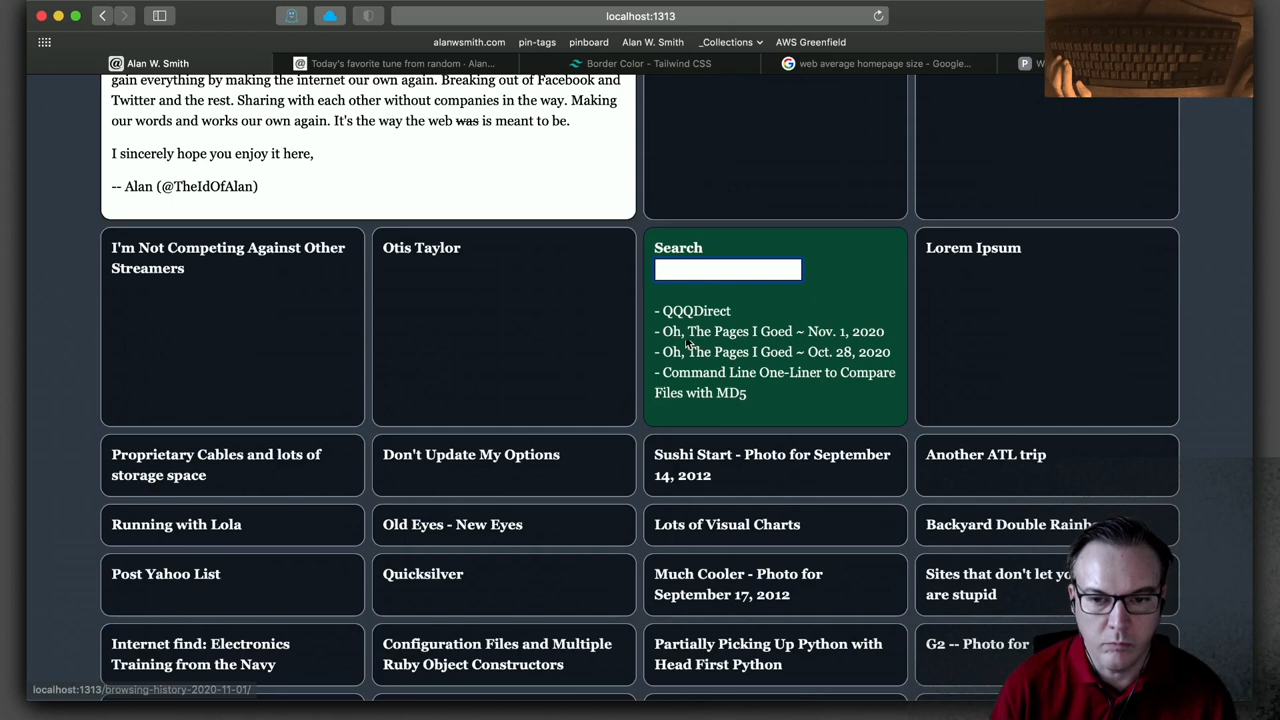 localhost:1313
alanwsmith.com pin-tags pinboard Alan W. Smith _Collections AWS Greenfield
Alan W. Smith
Today's favorite tune from random · Alan...
Border Color - Tailwind CSS
web average homepage size - Google...
P
gain everything by making the internet our own again. Breaking out of Facebook and
Twitter and the rest. Sharing with each other without companies in the way. Making
our words and works our own again. It's the way the web was is meant to be.
I sincerely hope you enjoy it here,
-- Alan (@TheIdOfAlan)
I'm Not Competing Against Other
Streamers
Otis Taylor
Search
- QQQDirect
- Oh, The Pages I Goed ~ Nov. 1, 2020
- Oh, The Pages I Goed ~ Oct. 28, 2020
- Command Line One-Liner to Compare
Files with MD5
Lorem Ipsum
Proprietary Cables and lots of
storage space
Don't Update My Options
Sushi Start - Photo for September
14, 2012
Another ATL trip
Running with Lola
Old Eyes - New Eyes
Lots of Visual Charts
Backyard Double
Post Yahoo List
Quicksilver
Much Cooler - Photo for
September 17, 2012
Sites that don't let
are stupid
Internet find: Electronics
Training from the Navy
Configuration Files and Multiple
Ruby Object Constructors
Partially Picking Up Python with
Head First Python
G2 -- Photo for
localhost:1313/browsing-history-2020-11-01/